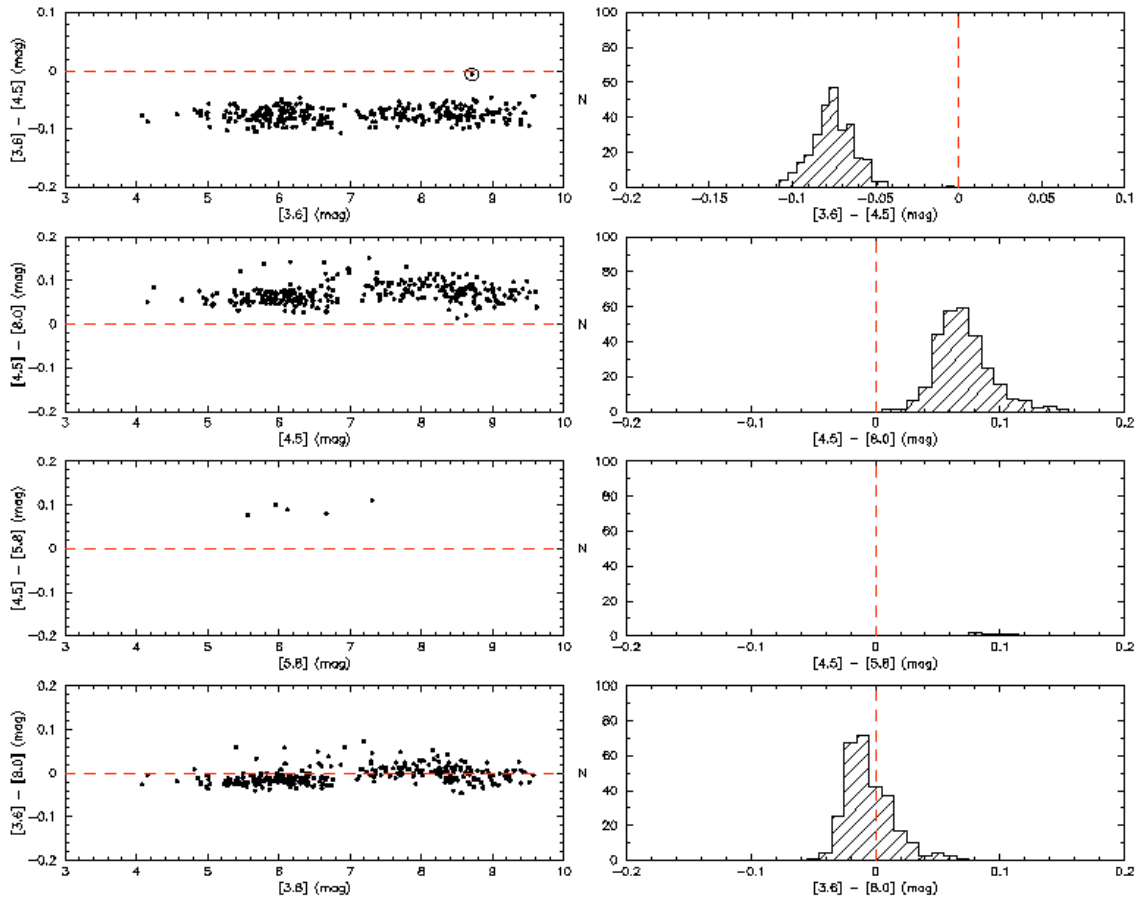 [3.6] − [4.5] (mag)
0.1
0
−0.1
−0.2
3 4 5 6 7 8 9 10
[3.6] (mag)
N
100
80
60
40
20
0
−0.2 −0.15 −0.1 −0.05 0 0.05 0.1
[3.6] − [4.5] (mag)
[4.5] − [8.0] (mag)
0.2
0.1
0
−0.1
−0.2
3 4 5 6 7 8 9 10
[4.5] (mag)
N
100
80
60
40
20
0
−0.2 −0.1 0 0.1 0.2
[4.5] − [8.0] (mag)
[4.5] − [5.8] (mag)
0.2
0.1
0
−0.1
−0.2
3 4 5 6 7 8 9 10
[5.8] (mag)
N
100
80
60
40
20
0
−0.2 −0.1 0 0.1 0.2
[4.5] − [5.8] (mag)
[3.6] − [8.0] (mag)
0.2
0.1
0
−0.1
−0.2
3 4 5 6 7 8 9 10
[3.6] (mag)
N
100
80
60
40
20
0
−0.2 −0.1 0 0.1 0.2
[3.6] − [8.0] (mag)